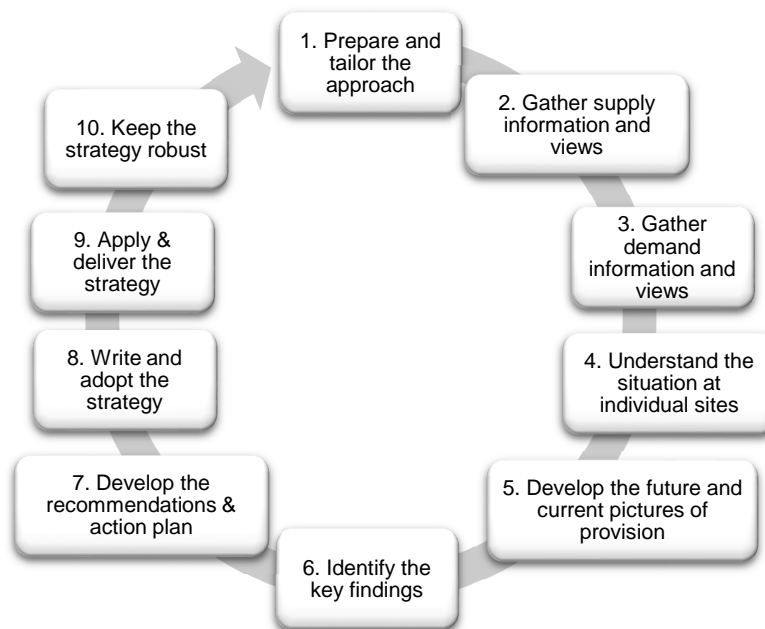 1. Prepare and
tailor the
approach
2. Gather supply
information and
views
3. Gather
demand
information and
views
4. Understand the
situation at
individual sites
5. Develop the future and
current pictures of
provision
6. Identify the
key findings
7. Develop the
recommendations &
action plan
8. Write and
adopt the
strategy
9. Apply &
deliver the
strategy
10. Keep the
strategy robust